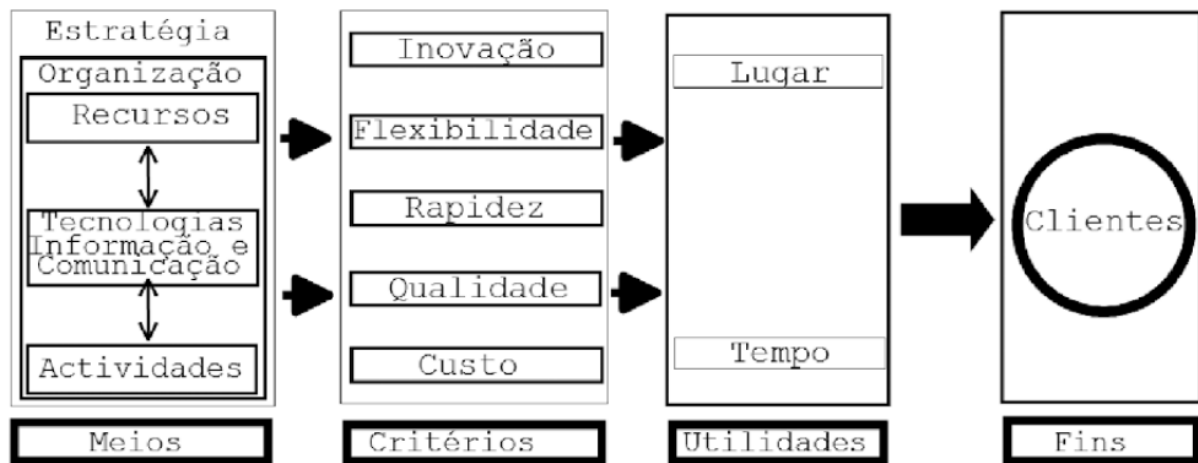 Estratégia
Organização
Recursos
Tecnologias
Informação e
Comunicação
Actividades
Meios
Inovação
Flexibilidade
Rapidez
Qualidade
Custo
Critérios
Lugar
Tempo
Utilidades
Clientes
Fins